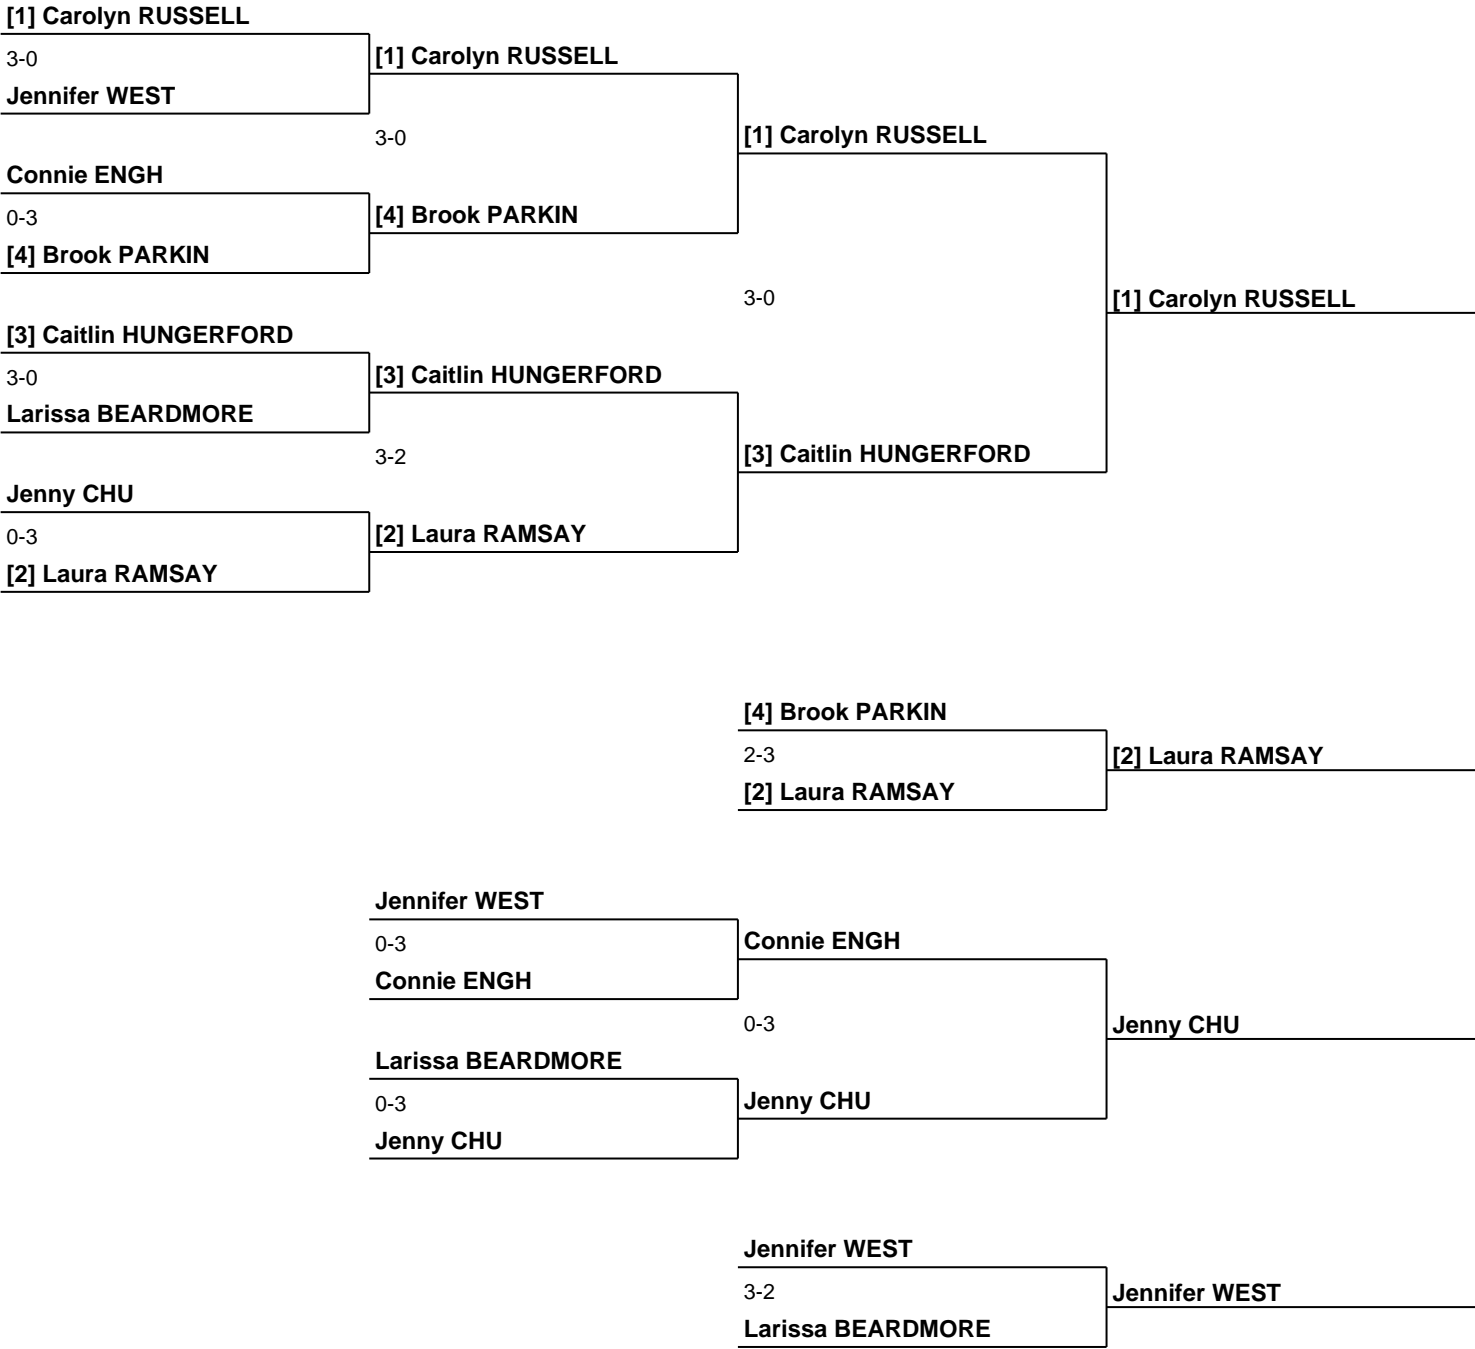 [1] Carolyn RUSSELL
3-0
[1] Carolyn RUSSELL
Jennifer WEST
3-0
[1] Carolyn RUSSELL
Connie ENGH
0-3
[4] Brook PARKIN
[4] Brook PARKIN
3-0
[1] Carolyn RUSSELL
[3] Caitlin HUNGERFORD
3-0
[3] Caitlin HUNGERFORD
Larissa BEARDMORE
3-2
[3] Caitlin HUNGERFORD
Jenny CHU
0-3
[2] Laura RAMSAY
[2] Laura RAMSAY
[4] Brook PARKIN
2-3
[2] Laura RAMSAY
[2] Laura RAMSAY
Jennifer WEST
0-3
Connie ENGH
Connie ENGH
0-3
Jenny CHU
Larissa BEARDMORE
0-3
Jenny CHU
Jenny CHU
Jennifer WEST
3-2
Jennifer WEST
Larissa BEARDMORE